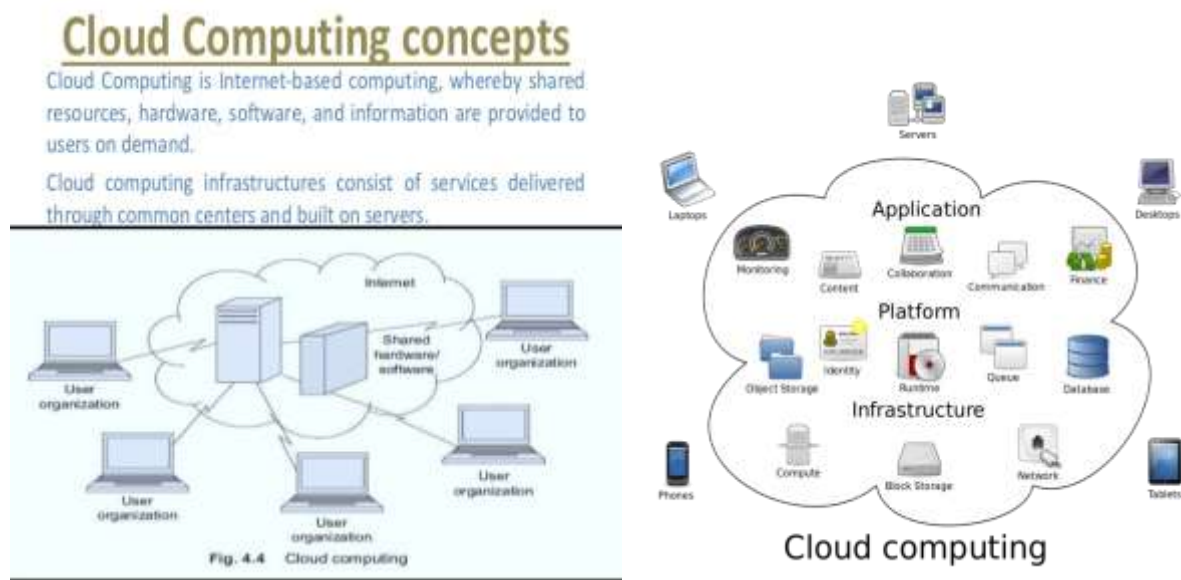 Cloud Computing concepts
Cloud Computing is Internet-based computing, whereby shared
resources, hardware, software, and information are provided to
users on demand.
Cloud computing infrastructures consist of services delivered
through common centers and built on servers.
Internet
Shared
hardware/
software
User
organization
User
organization
User
organization
User
organization
User
organization
Fig. 4.4 Cloud computing
Servers
Laptops
Desktops
Application
Monitoring
Content
Collaboration
Communication
Finance
Platform
Object Storage
Identity
Runtime
Queue
Database
Infrastructure
Compute
Block Storage
Network
Phones
Tablets
Cloud computing